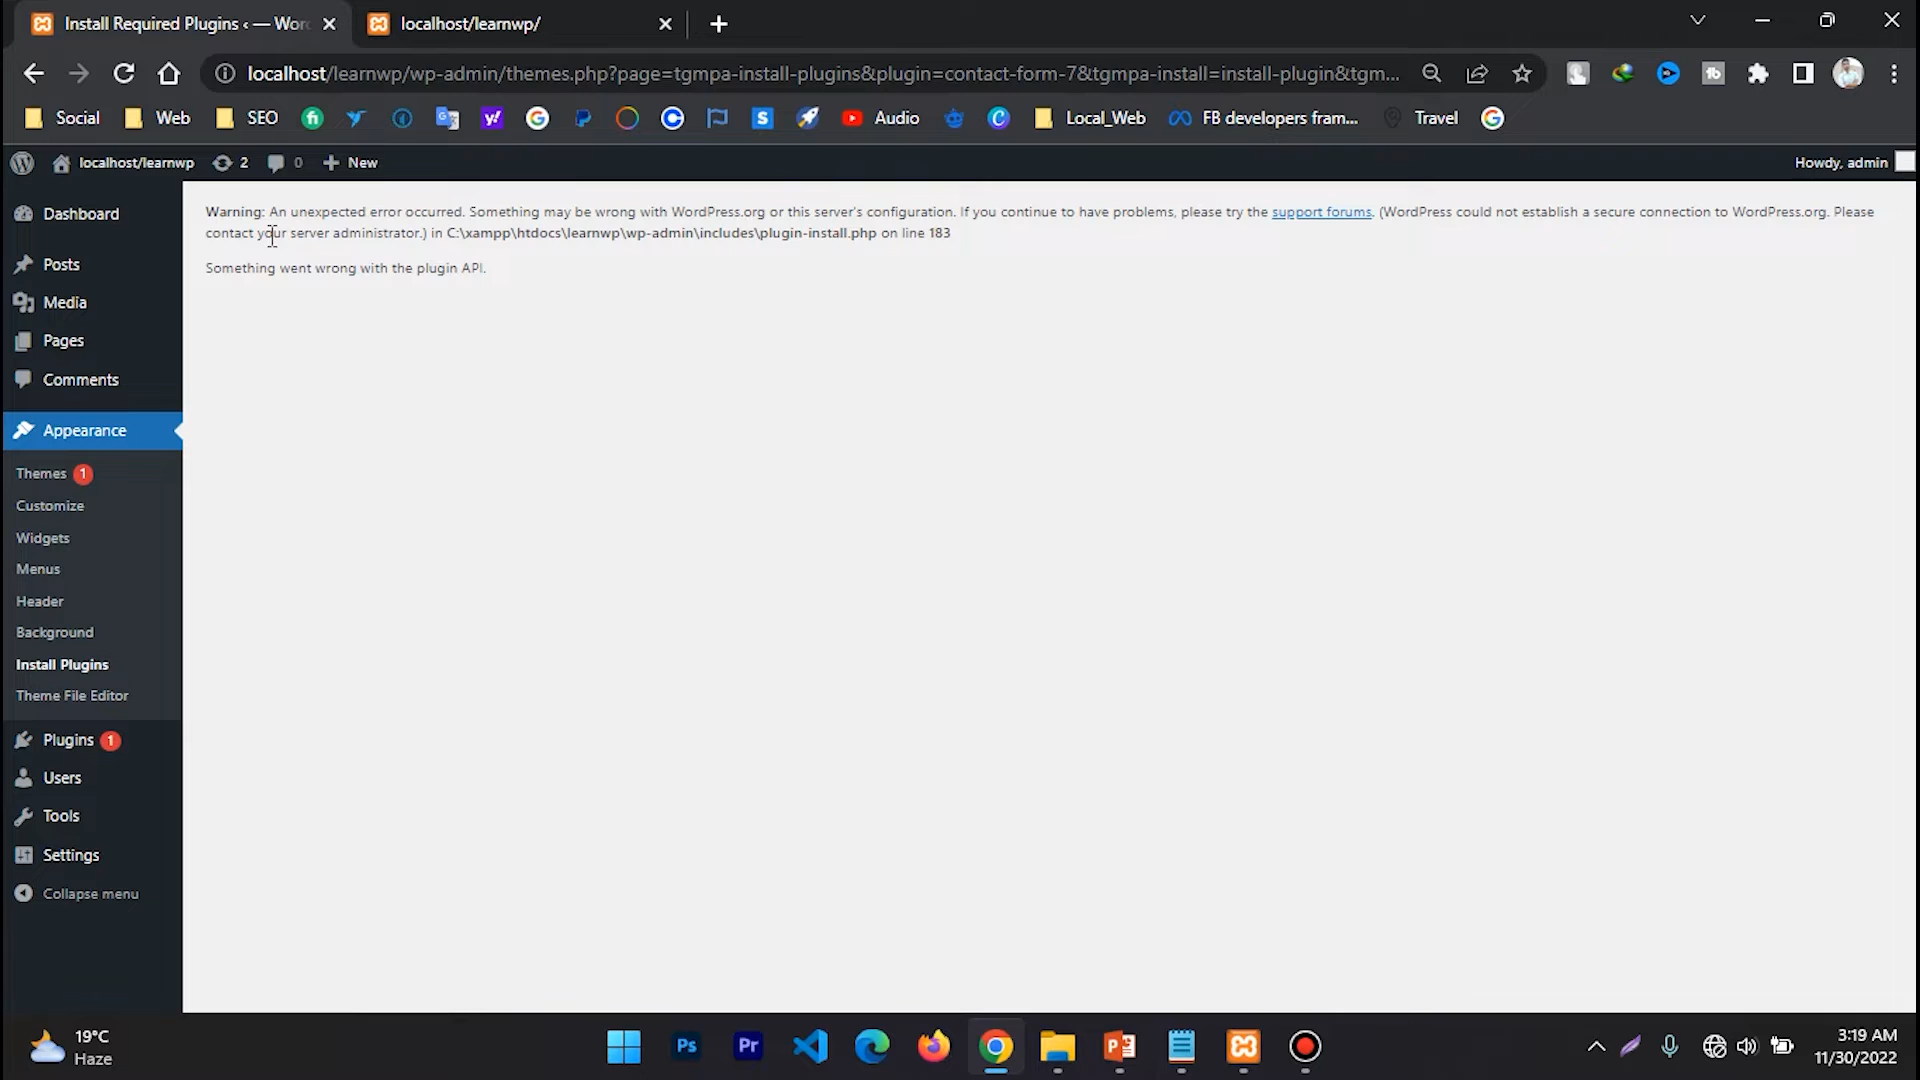 Install Required Plugins ‹ — Wor
localhost/learnwp/
localhost/learnwp/wp-admin/themes.php?page=tgmpa-install-plugins&plugin=contact-form-7&tgmpa-install=install-plugin&tgm...
Social Web SEO Audio Local_Web FB developers fram... Travel
localhost/learnwp 2 0 New Howdy, admin
Dashboard
Posts
Media
Pages
Comments
Appearance
Themes 1
Customize
Widgets
Menus
Header
Background
Install Plugins
Theme File Editor
Plugins 1
Users
Tools
Settings
Collapse menu
Warning: An unexpected error occurred. Something may be wrong with WordPress.org or this server's configuration. If you continue to have problems, please try the support forums. (WordPress could not establish a secure connection to WordPress.org. Please
contact your server administrator.) in C:\xampp\htdocs\learnwp\wp-admin\includes\plugin-install.php on line 183
Something went wrong with the plugin API.
19°C
Haze
Ps Pr
3:19 AM
11/30/2022